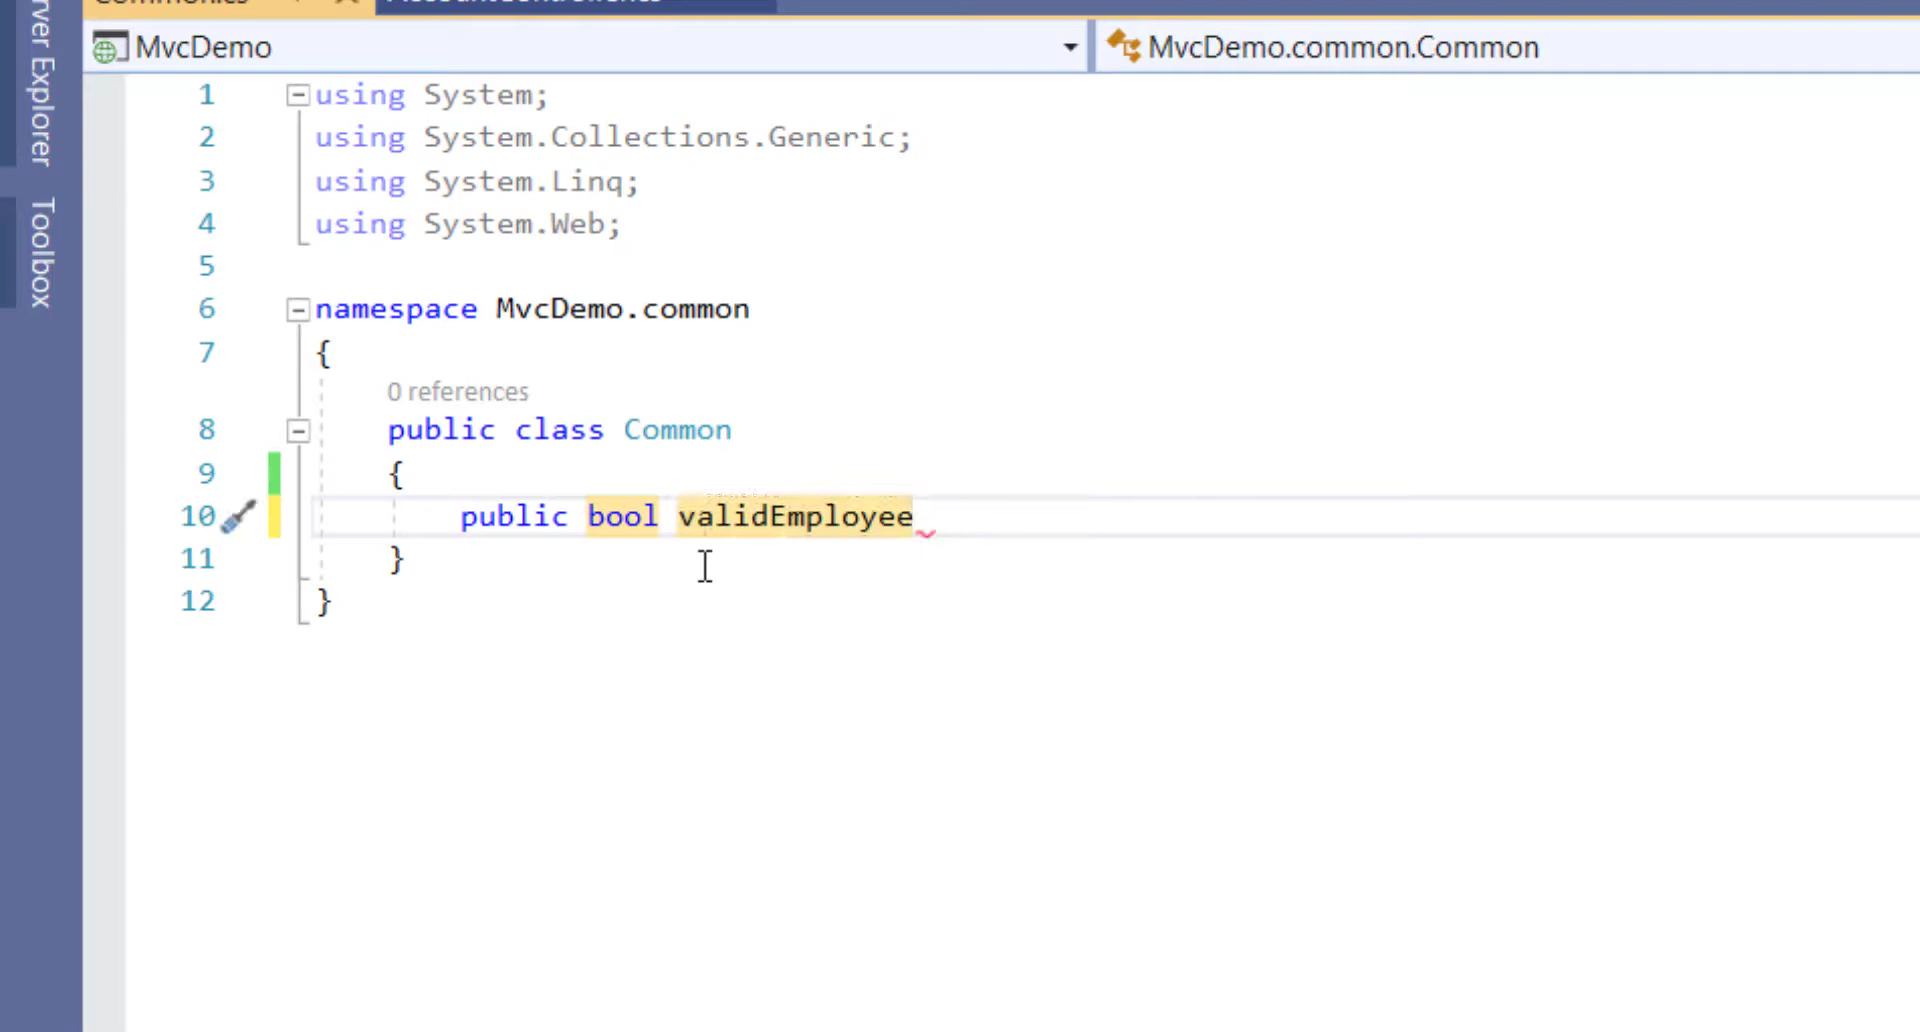 MvcDemo
MvcDemo.common.Common
Explorer
Toolbox
1 using System;
2 using System.Collections.Generic;
3 using System.Linq;
4 using System.Web;
5
6 namespace MvcDemo.common
7 {
0 references
8 public class Common
9 {
10 public bool validEmployee
11 }
12 }